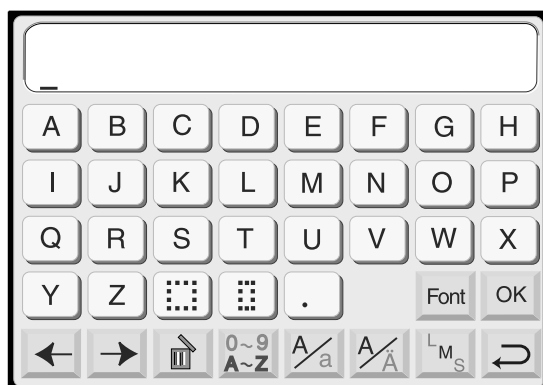 _
A B C D E F G H
I J K L M N O P
Q R S T U V W X
Y Z . Font OK
0~9 A/a A/Ä L M S
A~Z